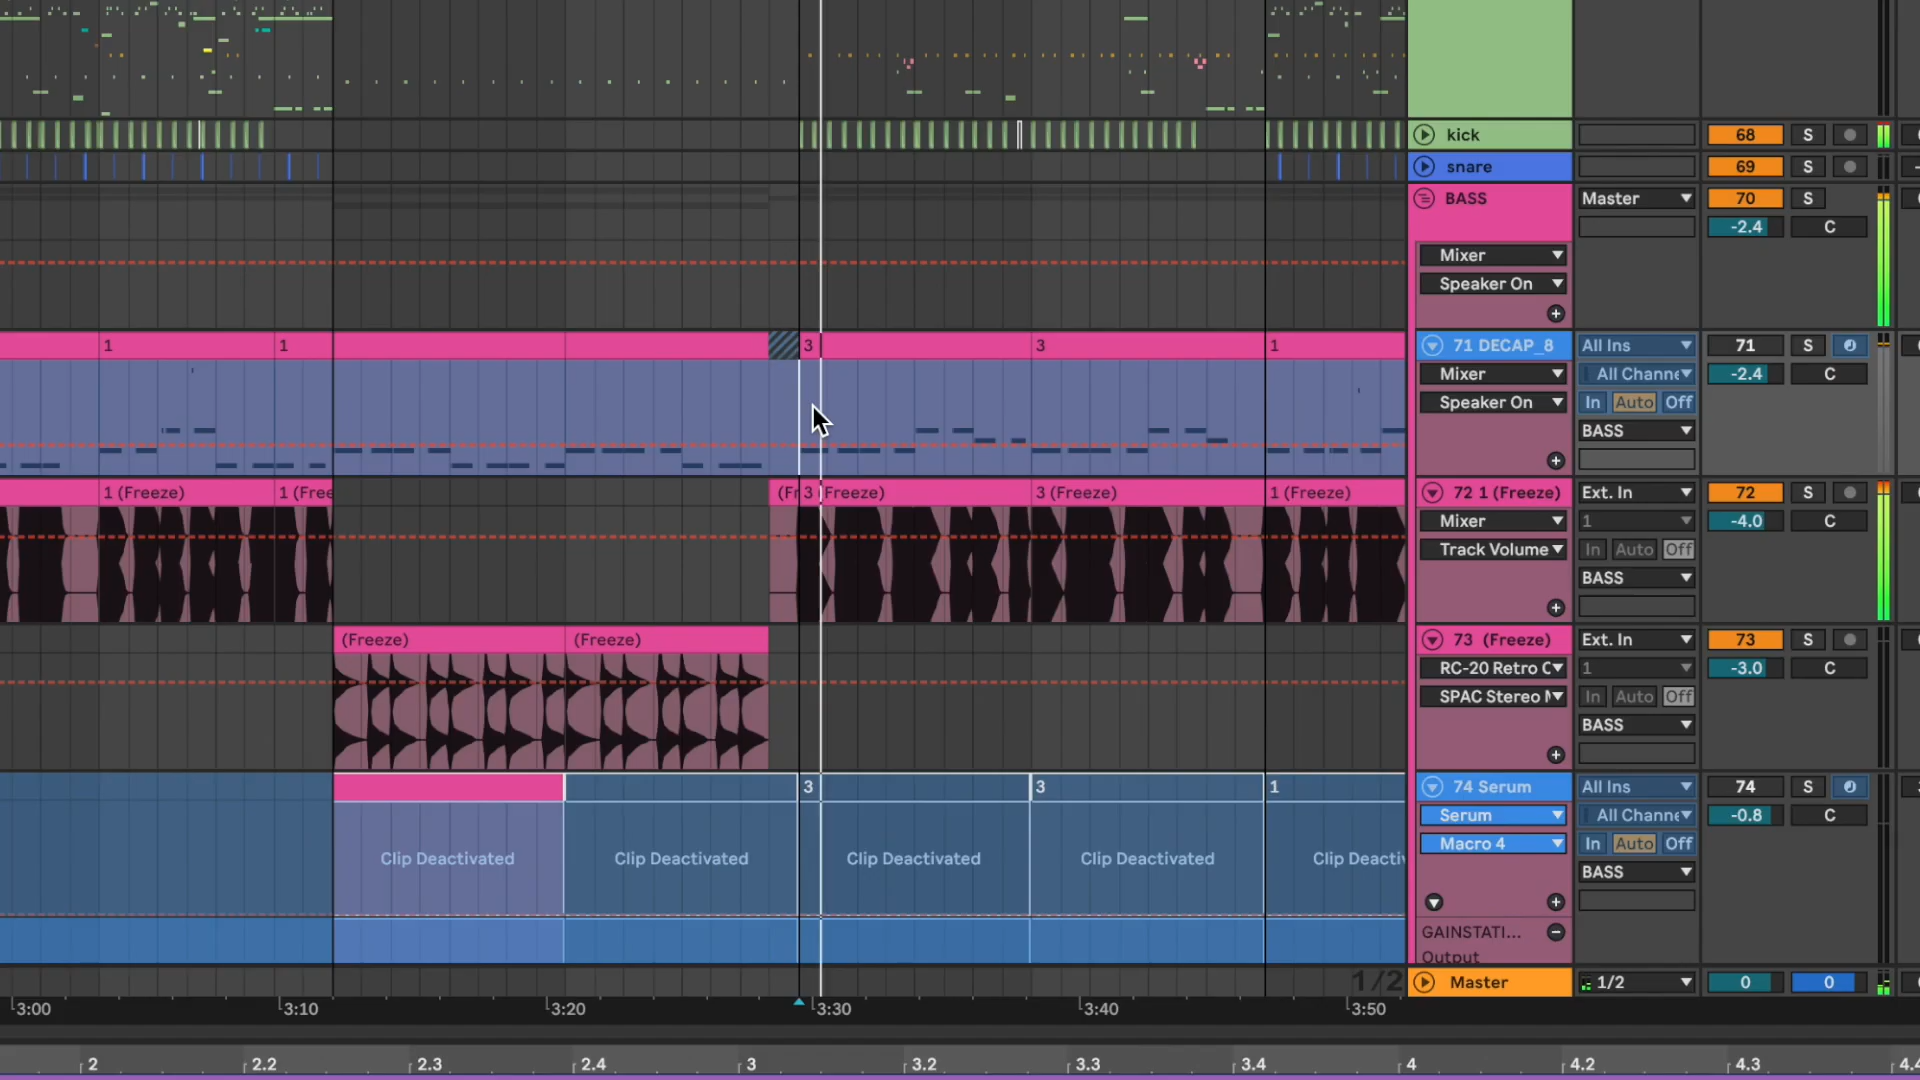 kick
68
S
snare
69
S
BASS
Master
70
S
-2.4
C
Mixer
Speaker On
1
1
3
3
1
71 DECAP_8
All Ins
71
S
Mixer
All Channe
-2.4
C
Speaker On
In Auto Off
BASS
1 (Freeze)
1 (Free
(Fr
3
Freeze)
3 (Freeze)
1 (Freeze)
72 1 (Freeze)
Ext. In
72
S
Mixer
1
-4.0
C
Track Volume
In Auto Off
BASS
(Freeze)
(Freeze)
73 (Freeze)
Ext. In
73
S
RC-20 Retro C
1
-3.0
C
SPAC Stereo
In Auto Off
BASS
3
3
1
74 Serum
All Ins
74
S
Serum
All Channe
-0.8
C
Macro 4
In Auto Off
Clip Deactivated
Clip Deactivated
Clip Deactivated
Clip Deactivated
Clip Deactiv
BASS
GAINSTATI...
Output
1/2
Master
1/2
0
0
3:00
3:10
3:20
3:30
3:40
3:50
2
2.2
2.3
2.4
3
3.2
3.3
3.4
4
4.2
4.3
4.4